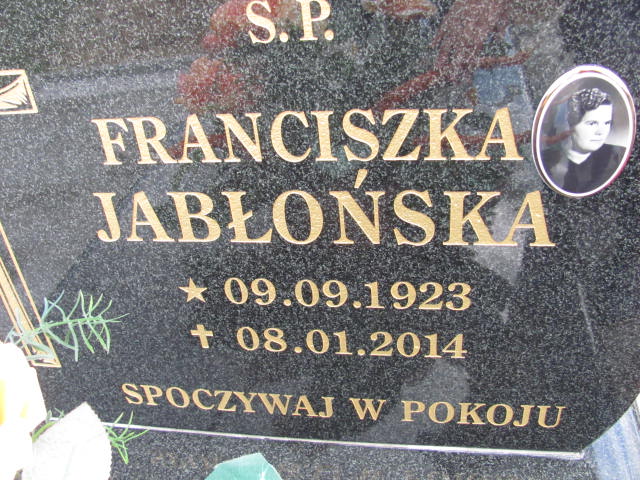 Ś.P.
FRANCISZKA
JABŁOŃSKA
★ 09.09.1923
✝ 08.01.2014
SPOCZYWAJ W POKOJU